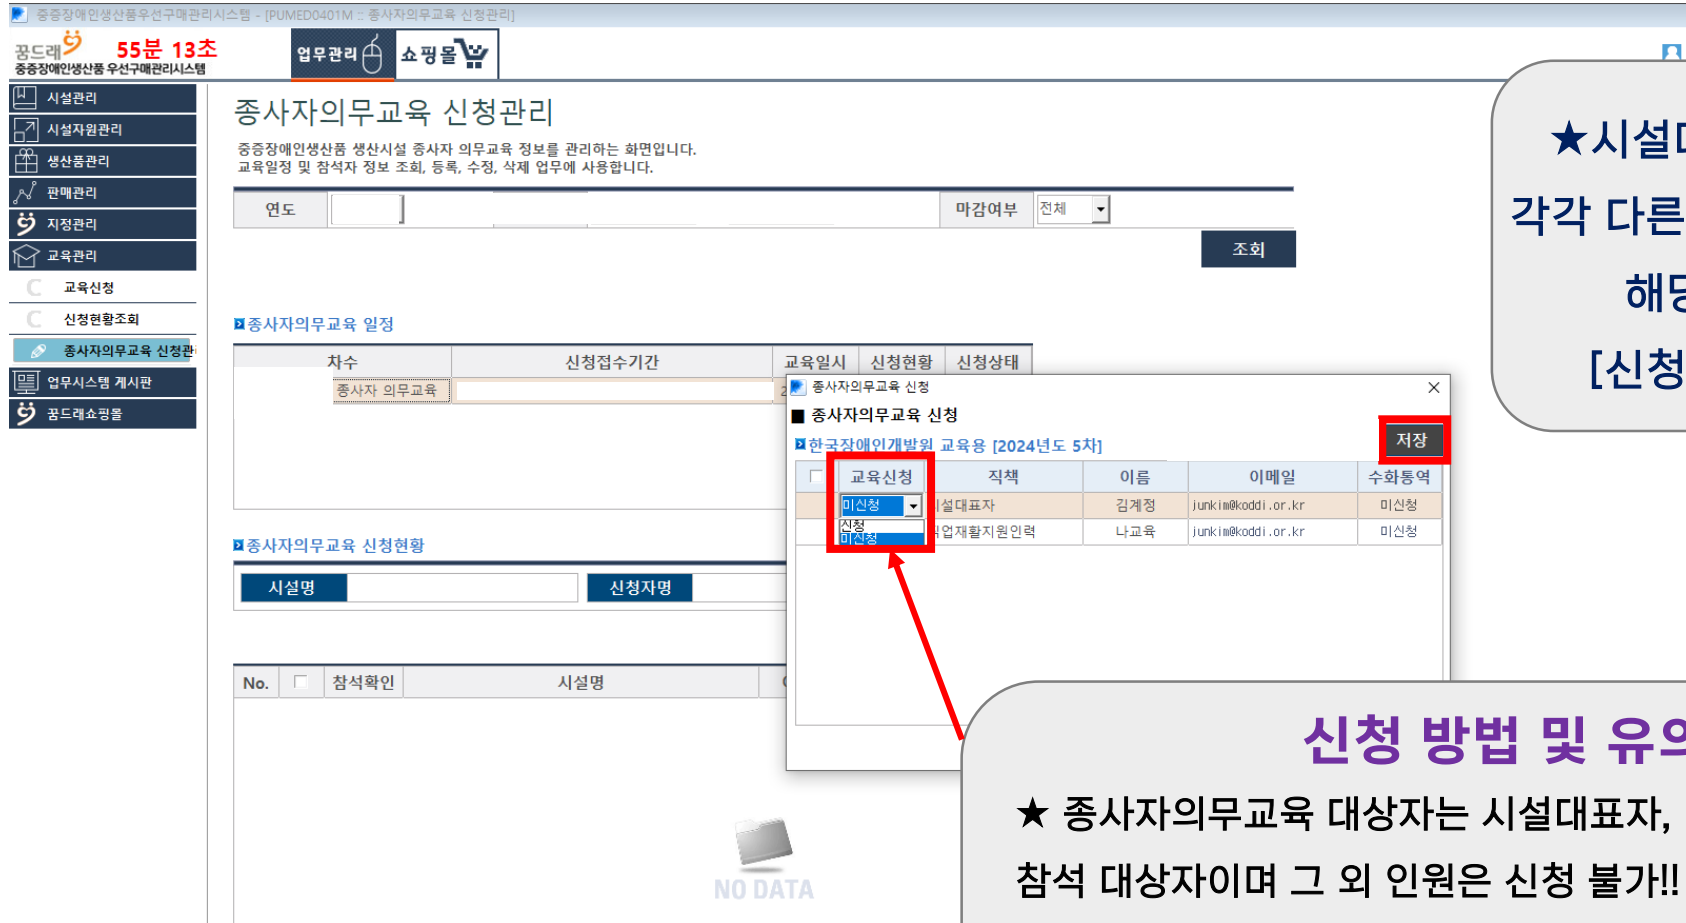 중증장애인생산품우선구매관리시스템 - [PUMED0401M :: 종사자의무교육 신청관리]
꿈드래 55분 13초
중증장애인생산품 우선구매관리시스템
업무관리 쇼핑몰
시설관리
시설자원관리
생산품관리
판매관리
지정관리
교육관리
교육신청
신청현황조회
종사자의무교육 신청관
업무시스템 게시판
꿈드래쇼핑몰
종사자의무교육 신청관리
중증장애인생산품 생산시설 종사자 의무교육 정보를 관리하는 화면입니다.
교육일정 및 참석자 정보 조회, 등록, 수정, 삭제 업무에 사용합니다.
연도 마감여부 전체
조회
종사자의무교육 일정
차수 신청접수기간 교육일시 신청현황 신청상태
종사자 의무교육
종사자의무교육 신청현황
시설명 신청자명
No. 참석확인 시설명
NO DATA
종사자의무교육 신청
■ 종사자의무교육 신청
저장
한국장애인개발원 교육용 [2024년도 5차]
교육신청 직책 이름 이메일 수화통역
미신청 시설대표자 김계정 junkim@koddi.or.kr 미신청
신청
미신청
직업재활지원인력 나교육 junkim@koddi.or.kr 미신청
★시설대
각각 다른
해당
[신청
신청 방법 및 유의
★ 종사자의무교육 대상자는 시설대표자,
참석 대상자이며 그 외 인원은 신청 불가!!